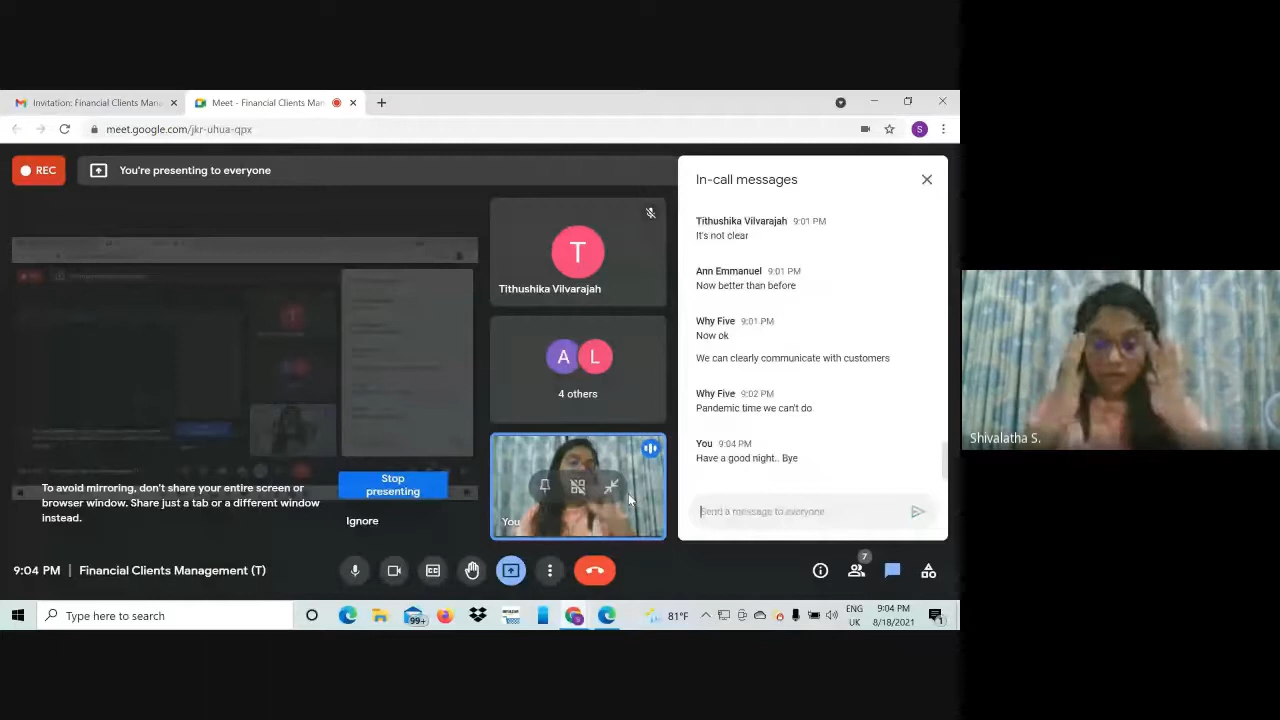 Invitation: Financial Clients Mana
Meet - Financial Clients Man
meet.google.com/jkr-uhua-qpx
S
REC
You're presenting to everyone
T
Tithushika Vilvarajah
A L
4 others
You
To avoid mirroring, don't share your entire screen or
browser window. Share just a tab or a different window
instead.
Stop
presenting
Ignore
In-call messages
Tithushika Vilvarajah 9:01 PM
It's not clear
Ann Emmanuel 9:01 PM
Now better than before
Why Five 9:01 PM
Now ok
We can clearly communicate with customers
Why Five 9:02 PM
Pandemic time we can't do
You 9:04 PM
Have a good night.. Bye
Send a message to everyone
Shivalatha S.
9:04 PM | Financial Clients Management (T)
7
Type here to search
99+
81°F
ENG
UK
9:04 PM
8/18/2021
1